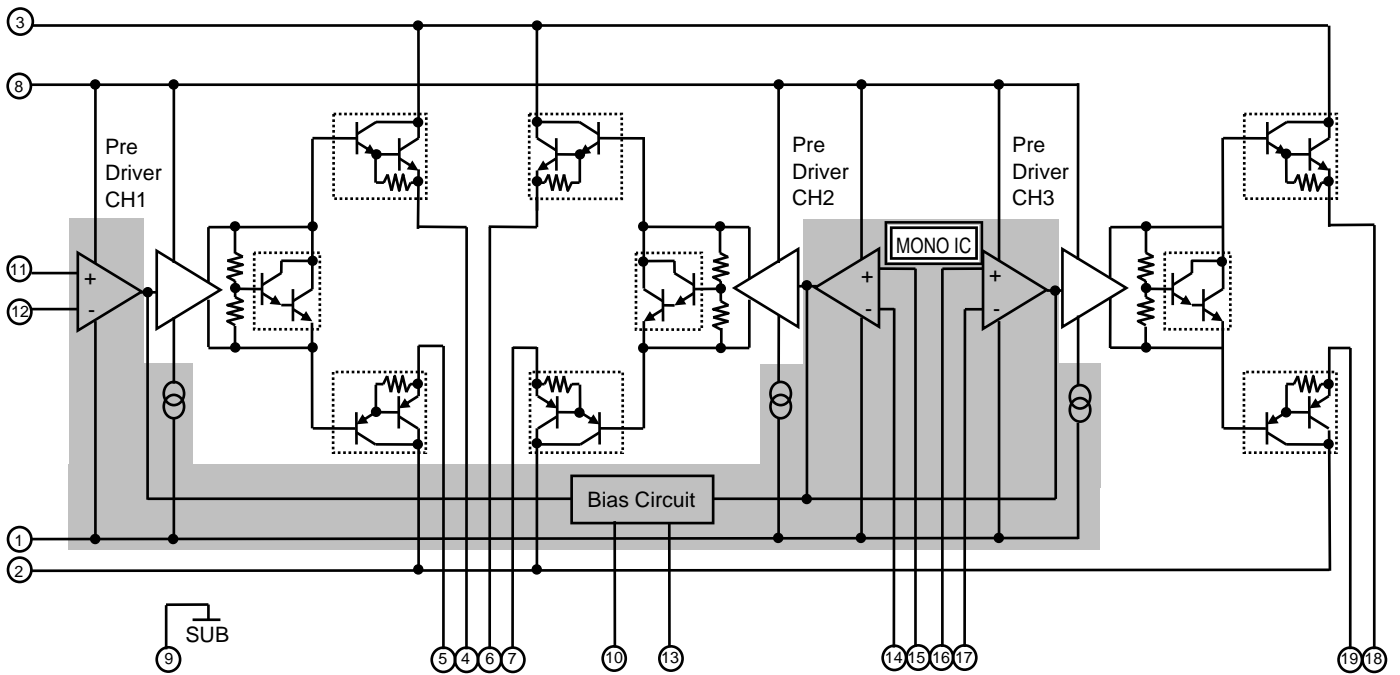 3
8
Pre
Driver
CH1
Pre
Driver
CH2
Pre
Driver
CH3
MONO IC
11
+
12
-
+
-
+
-
Bias Circuit
1
2
SUB
9
5
4
6
7
10
13
14
15
16
17
19
18